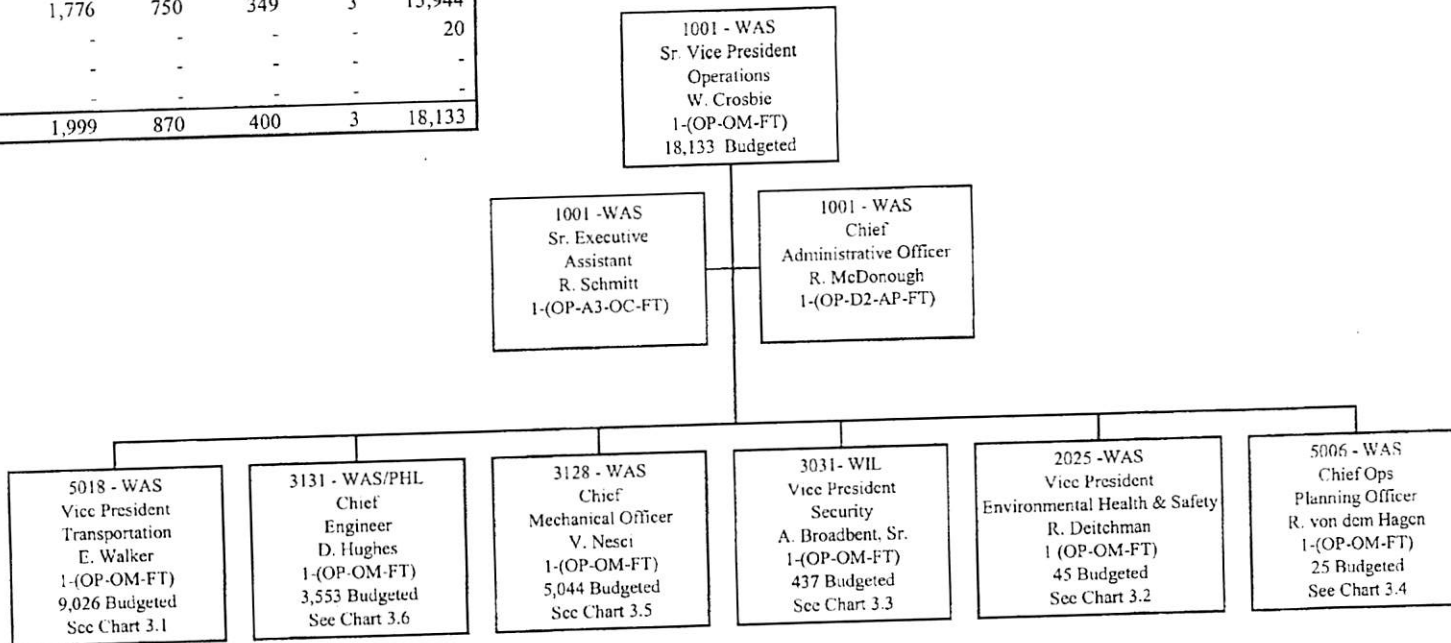 1,776 750 349 3 15,944
- - - - 20
- - - - -
- - - - -
1,999 870 400 3 18,133
1001 - WAS
Sr. Vice President
Operations
W. Crosbie
1-(OP-OM-FT)
18,133 Budgeted
1001 -WAS
Sr. Executive
Assistant
R. Schmitt
1-(OP-A3-OC-FT)
1001 - WAS
Chief
Administrative Officer
R. McDonough
1-(OP-D2-AP-FT)
5018 - WAS
Vice President
Transportation
E. Walker
1-(OP-OM-FT)
9,026 Budgeted
See Chart 3.1
3131 - WAS/PHL
Chief
Engineer
D. Hughes
1-(OP-OM-FT)
3,553 Budgeted
See Chart 3.6
3128 - WAS
Chief
Mechanical Officer
V. Nesci
1-(OP-OM-FT)
5,044 Budgeted
See Chart 3.5
3031- WIL
Vice President
Security
A. Broadbent, Sr.
1-(OP-OM-FT)
437 Budgeted
See Chart 3.3
2025 -WAS
Vice President
Environmental Health & Safety
R. Deitchman
1 (OP-OM-FT)
45 Budgeted
See Chart 3.2
5006 - WAS
Chief Ops
Planning Officer
R. von dem Hagen
1-(OP-OM-FT)
25 Budgeted
See Chart 3.4